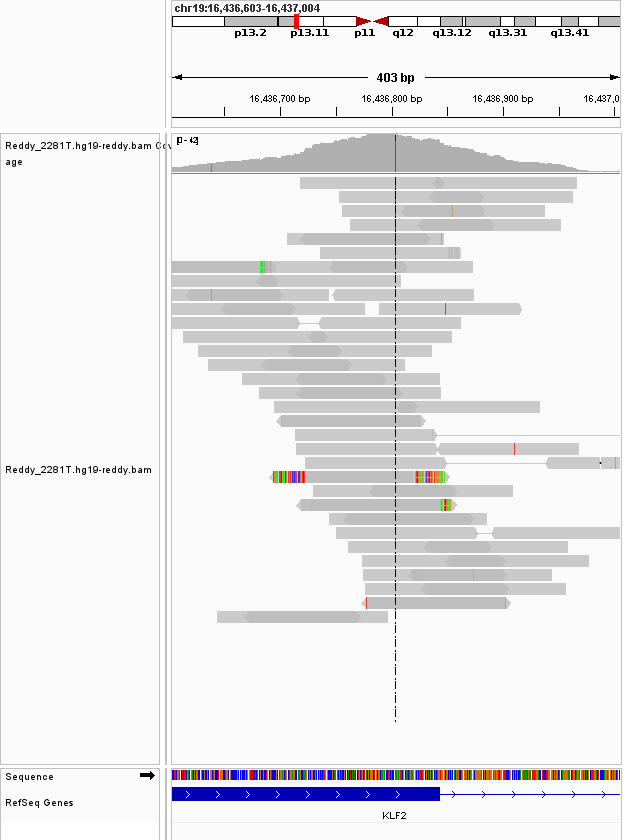 chr19:16,436,603-16,437,004
p13.2 p13.11 p11 q12 q13.12 q13.31 q13.41
403 bp
16,436,700 bp 16,436,800 bp 16,436,900 bp 16,437,0
Reddy_2281T.hg19-reddy.bam Cov
age
[0 - 42]
Reddy_2281T.hg19-reddy.bam
Sequence
RefSeq Genes
KLF2